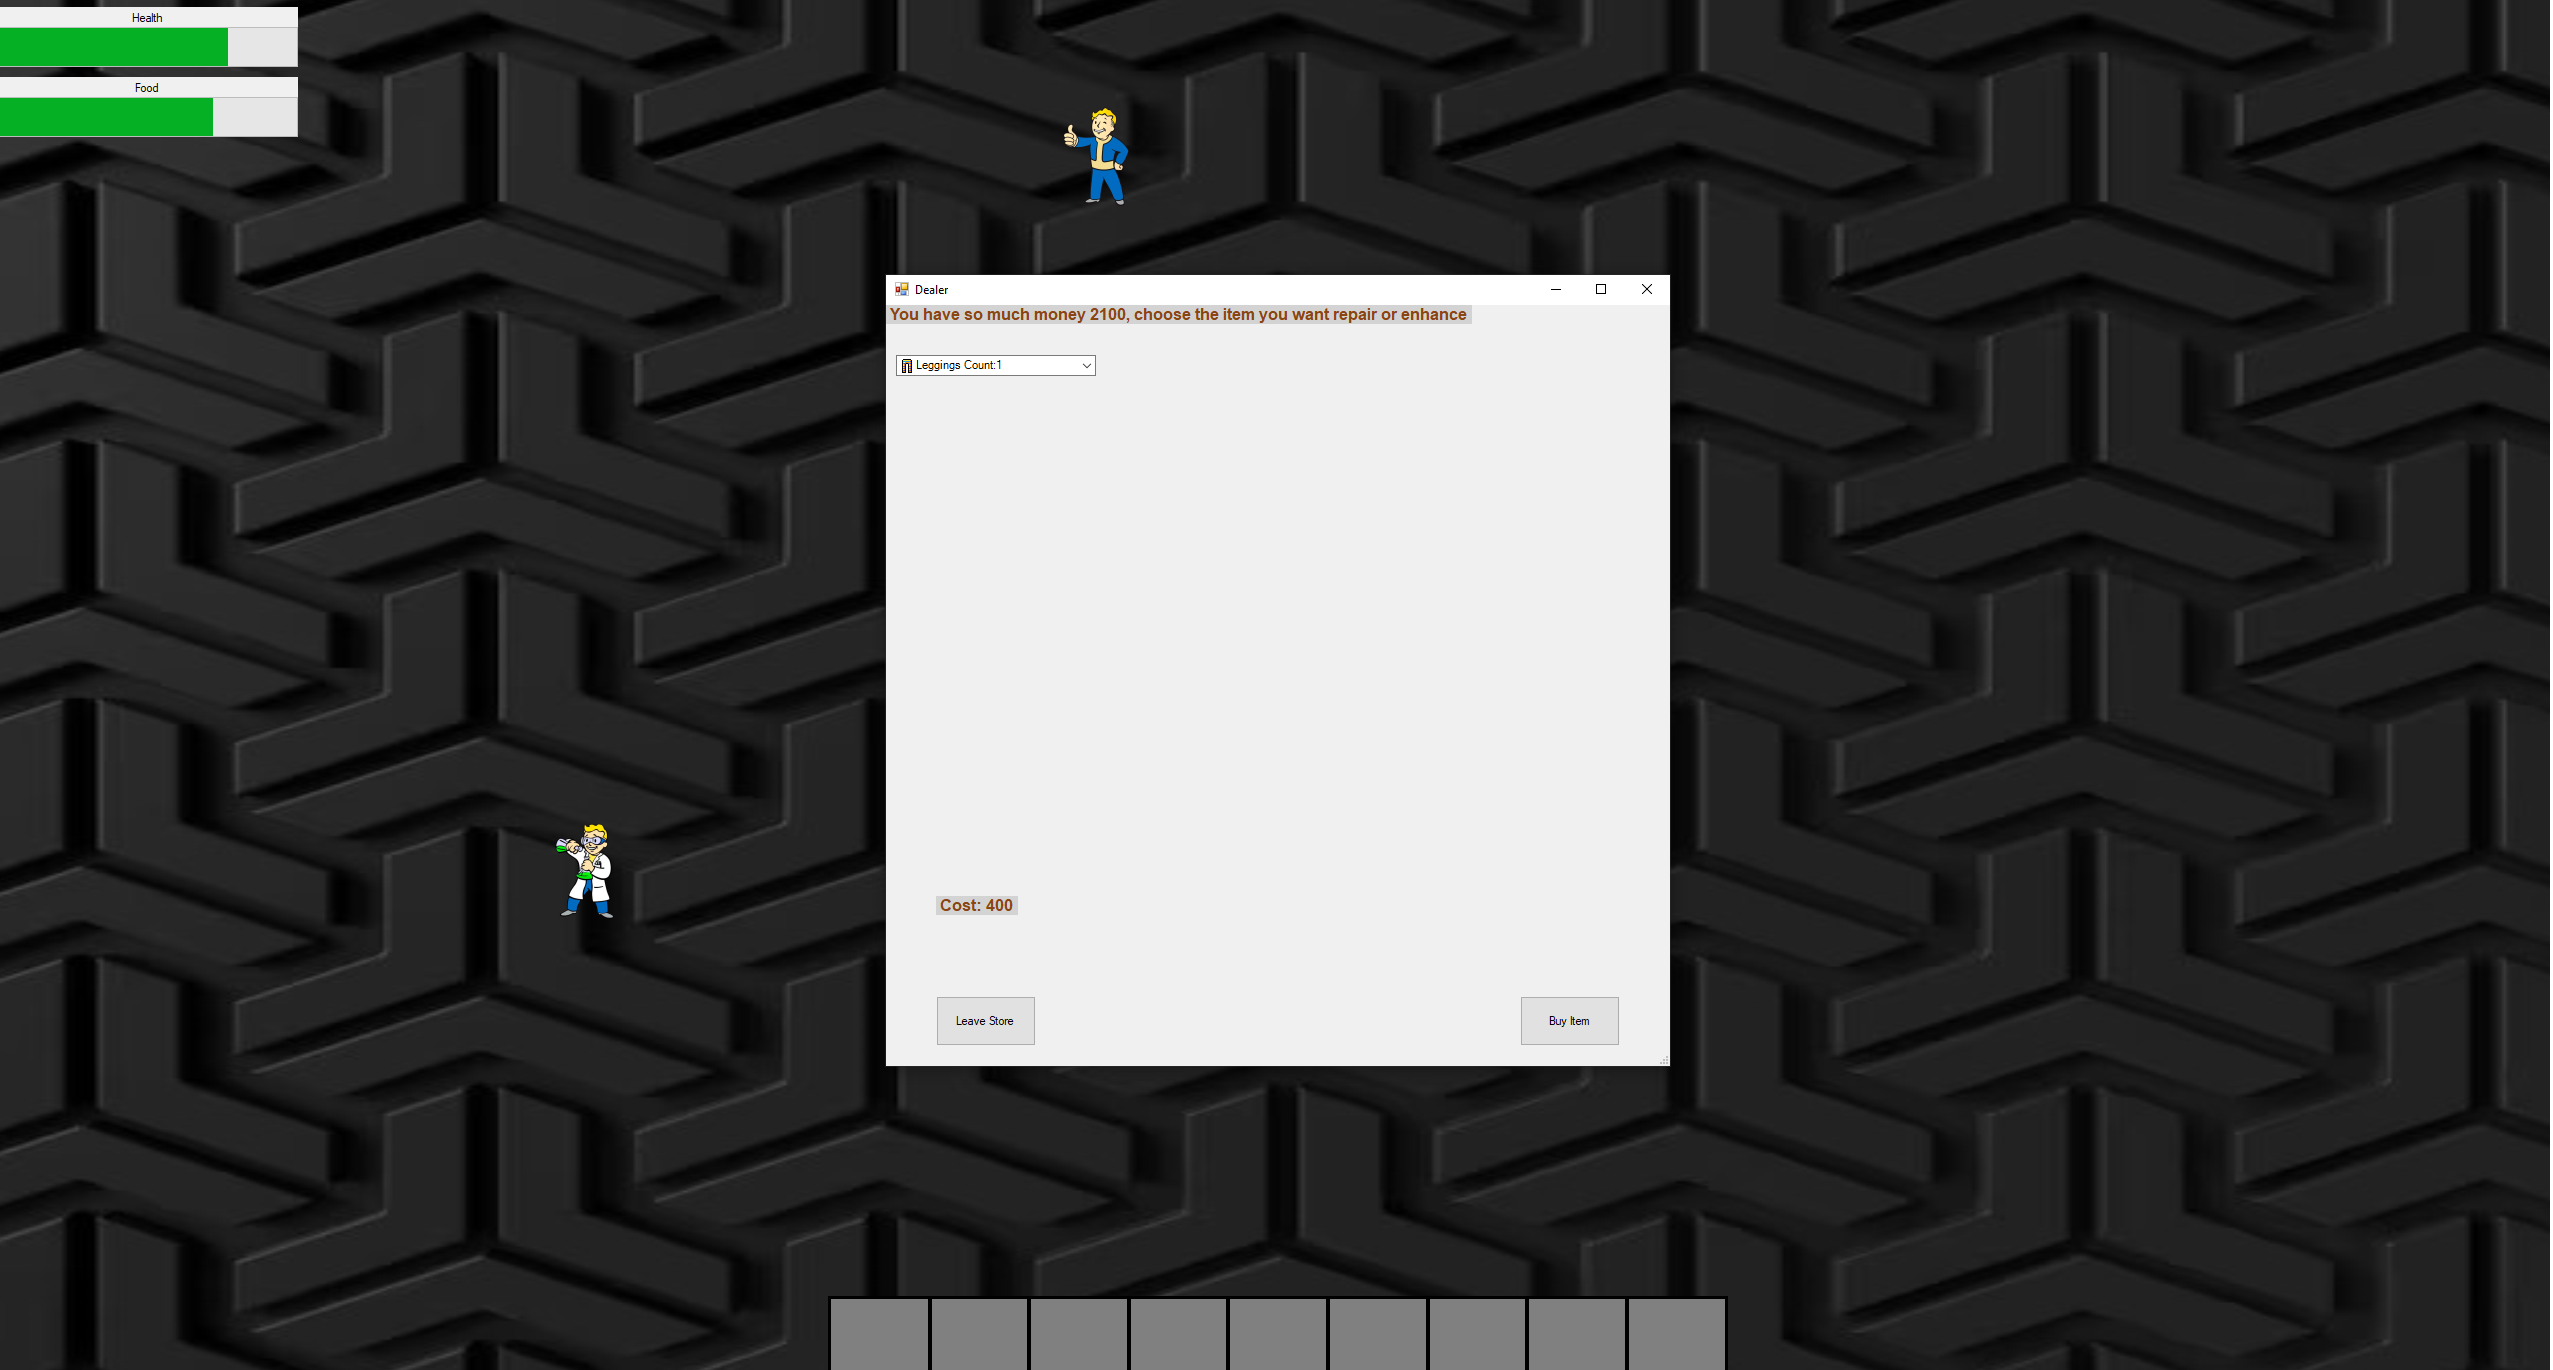 Health
Food
Dealer
You have so much money 2100, choose the item you want repair or enhance
Leggings Count:1
Cost: 400
Leave Store
Buy Item